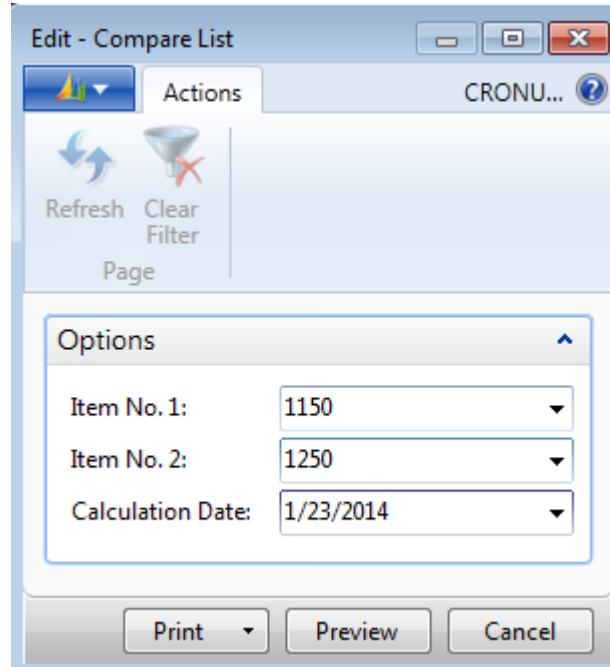 Edit - Compare List
Actions CRONU...
Refresh Clear
Filter
Page
Options
Item No. 1: 1150
Item No. 2: 1250
Calculation Date: 1/23/2014
Print Preview Cancel